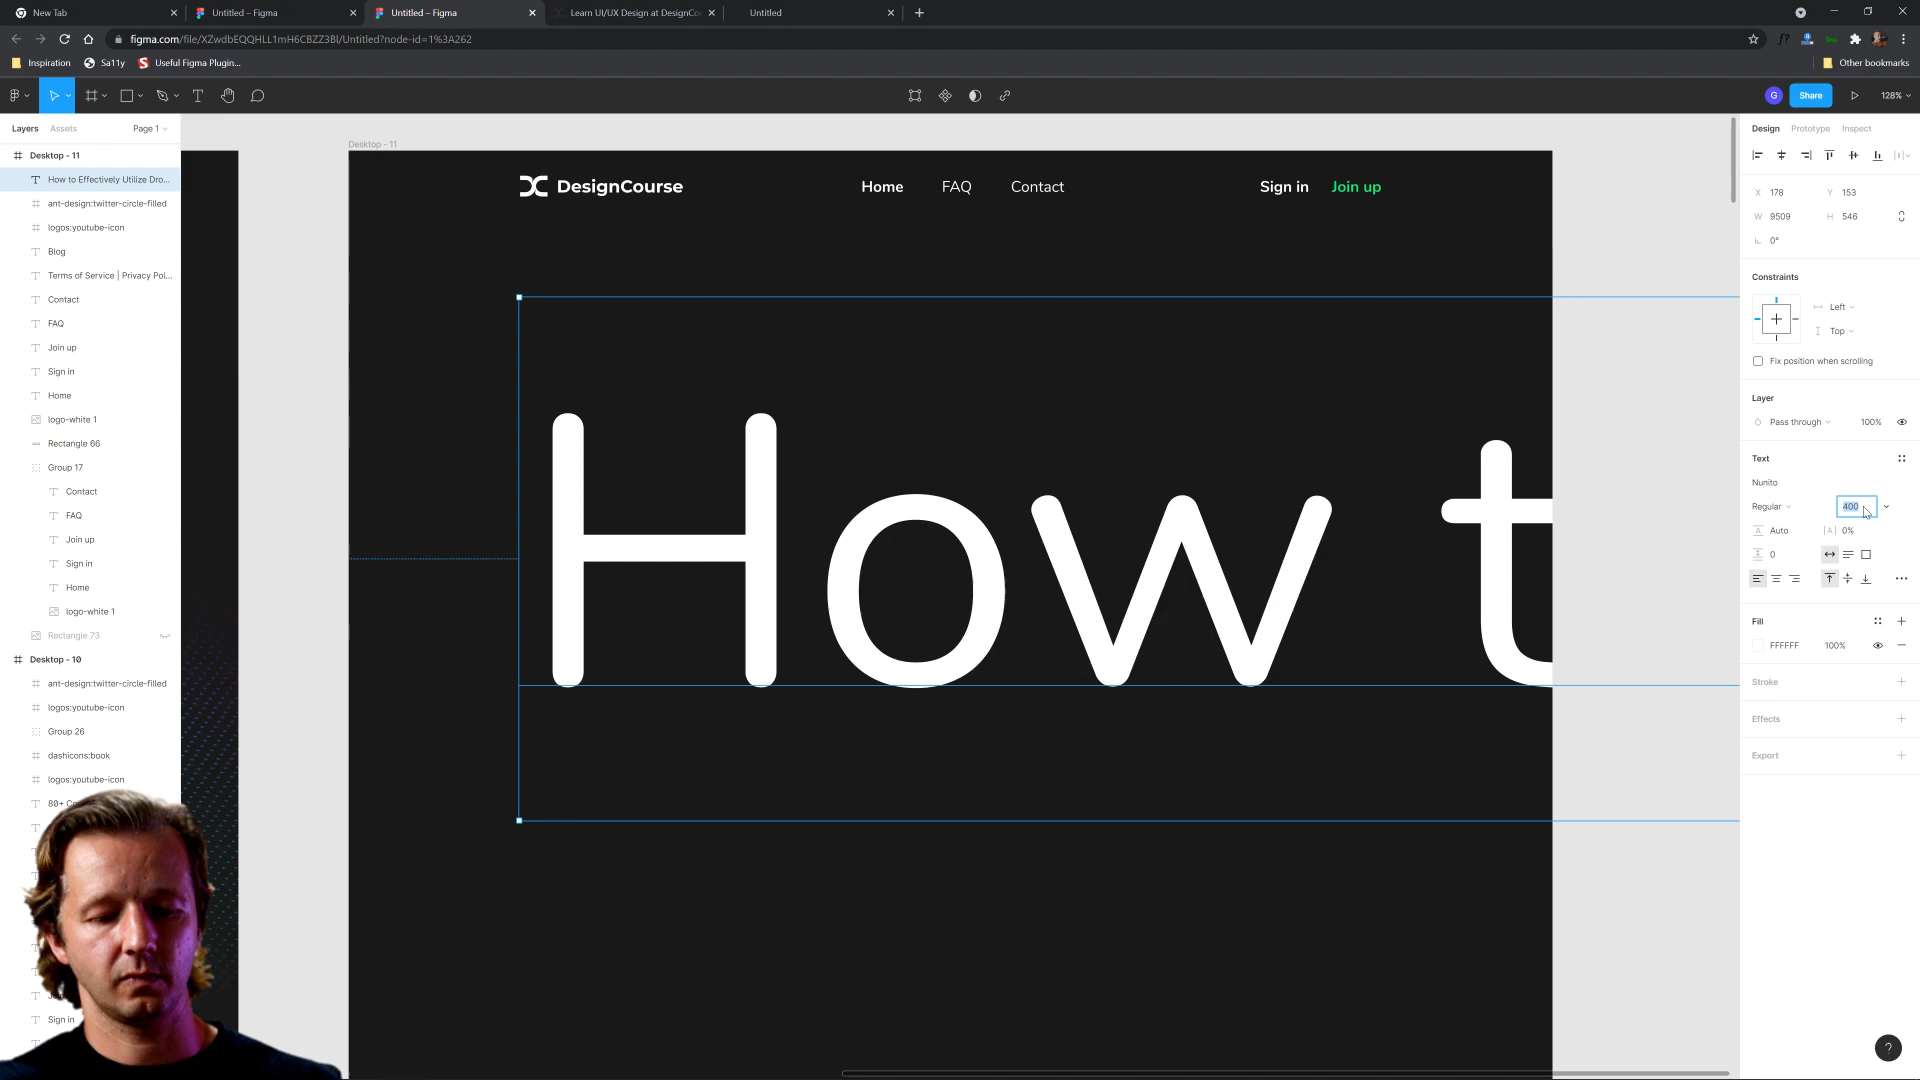 New Tab
Untitled – Figma
Untitled – Figma
Learn UI/UX Design at DesignCo
Untitled
figma.com/file/XZwdbEQQHLL1mH6CBZZ3Bl/Untitled?node-id=1%3A262
Inspiration
Sa11y
Useful Figma Plugin...
Other bookmarks
G
Share
128%
Layers
Assets
Page 1
Desktop - 11
How to Effectively Utilize Dro...
ant-design:twitter-circle-filled
logos:youtube-icon
Blog
Terms of Service | Privacy Pol...
Contact
FAQ
Join up
Sign in
Home
logo-white 1
Rectangle 66
Group 17
Contact
FAQ
Join up
Sign in
Home
logo-white 1
Rectangle 73
Desktop - 10
ant-design:twitter-circle-filled
logos:youtube-icon
Group 26
dashicons:book
logos:youtube-icon
Sign in
Desktop - 11
DesignCourse
Home
FAQ
Contact
Sign in
Join up
How t
Design
Prototype
Inspect
X 178
Y 153
W 9509
H 546
0°
Constraints
Left
Top
Fix position when scrolling
Layer
Pass through
100%
Text
Nunito
Regular
400
Auto
0%
0
Fill
FFFFFF
100%
Stroke
Effects
Export
?